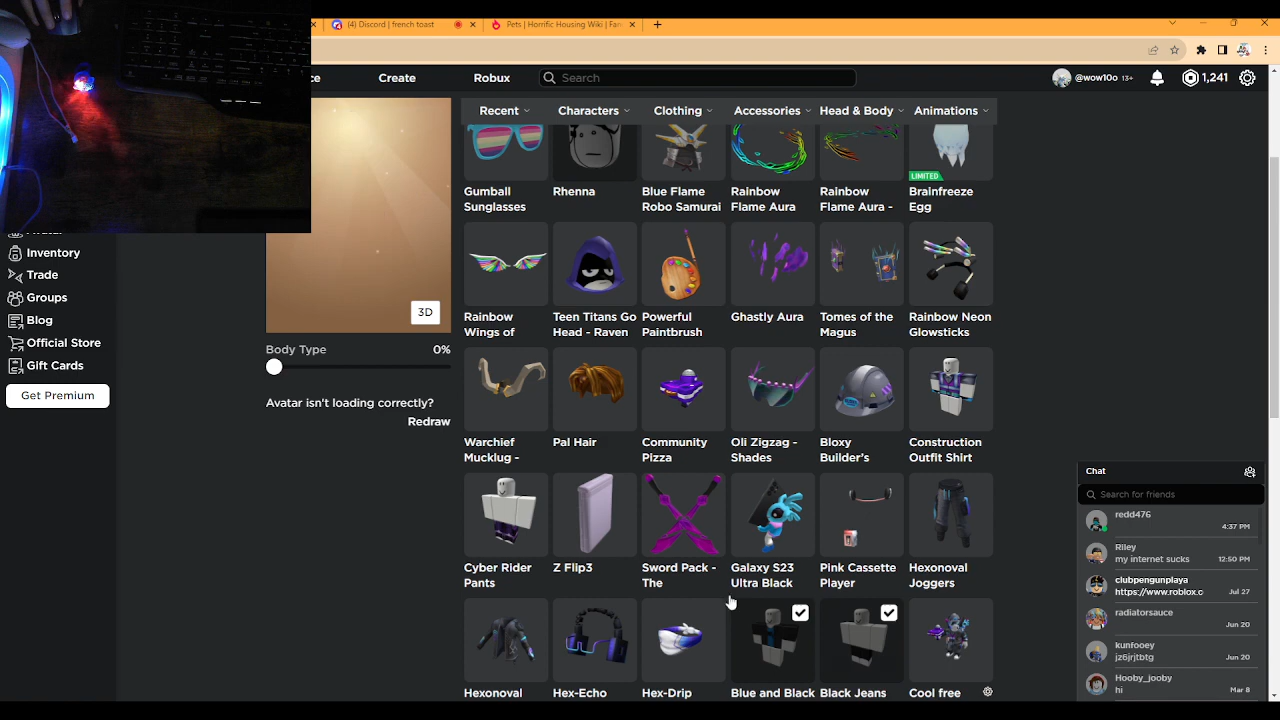 (4) Discord | french toast
Pets | Horrific Housing Wiki | Fan
Create
Robux
Search
@wow10o 13+
1,241
Recent
Characters
Clothing
Accessories
Head & Body
Animations
LIMITED
Gumball Sunglasses
Rhenna
Blue Flame Robo Samurai
Rainbow Flame Aura
Rainbow Flame Aura -
Brainfreeze Egg
Inventory
Trade
Groups
Blog
Official Store
Gift Cards
Get Premium
3D
Body Type
0%
Avatar isn't loading correctly?
Redraw
Rainbow Wings of
Teen Titans Go Head - Raven
Powerful Paintbrush
Ghastly Aura
Tomes of the Magus
Rainbow Neon Glowsticks
Warchief Mucklug -
Pal Hair
Community Pizza
Oli Zigzag - Shades
Bloxy Builder's
Construction Outfit Shirt
Cyber Rider Pants
Z Flip3
Sword Pack - The
Galaxy S23 Ultra Black
Pink Cassette Player
Hexonoval Joggers
Hexonoval
Hex-Echo
Hex-Drip
Blue and Black
Black Jeans
Cool free
Chat
Search for friends
redd476
4:37 PM
Riley
my internet sucks
12:50 PM
clubpengunplaya
https://www.roblox.c
Jul 27
radiatorsauce
Jun 20
kunfooey
jz6jrjtbtg
Jun 20
Hooby_jooby
hi
Mar 8